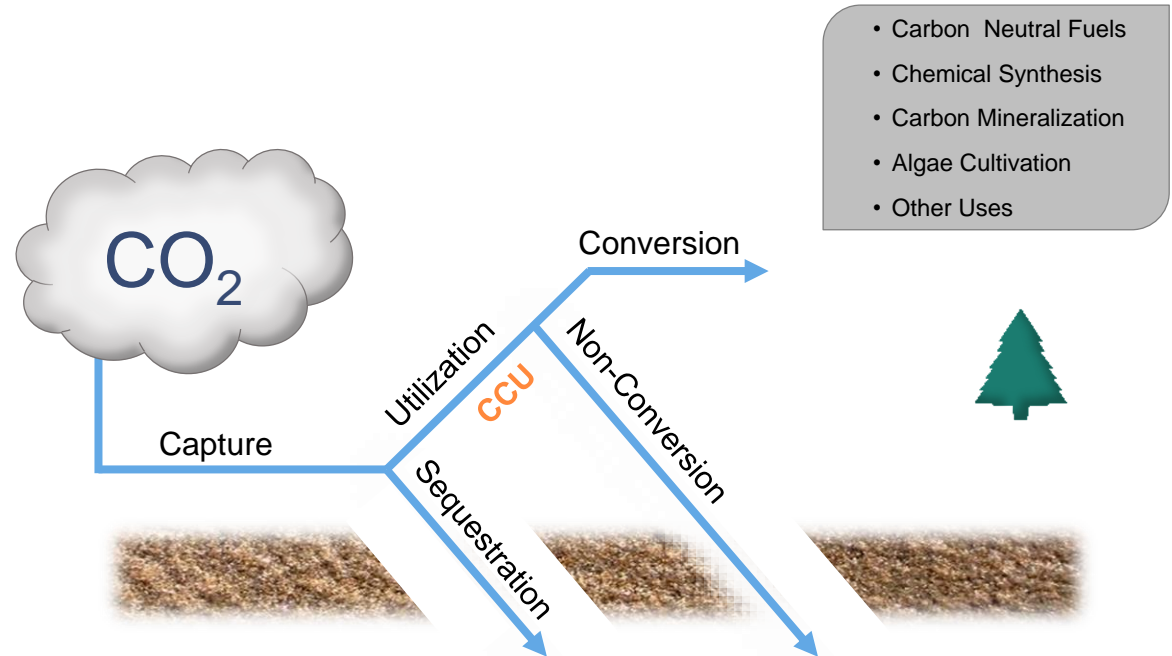 • Carbon  Neutral Fuels
• Chemical Synthesis
• Carbon Mineralization
• Algae Cultivation
• Other Uses
CO₂
Conversion
Utilization
CCU
Non-Conversion
Capture
Sequestration